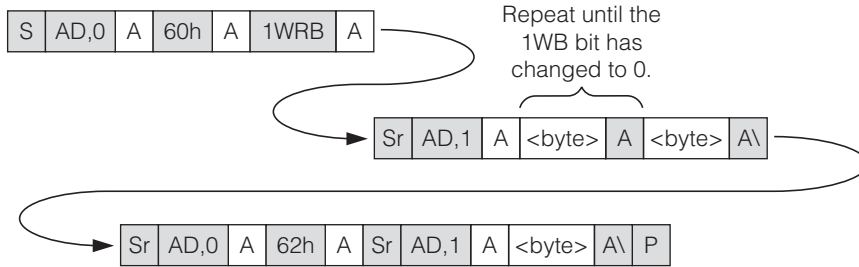 S AD,0 A 60h A 1WRB A
Repeat until the
1WB bit has
changed to 0.
Sr AD,1 A <byte> A <byte> A\
Sr AD,0 A 62h A Sr AD,1 A <byte> A\ P